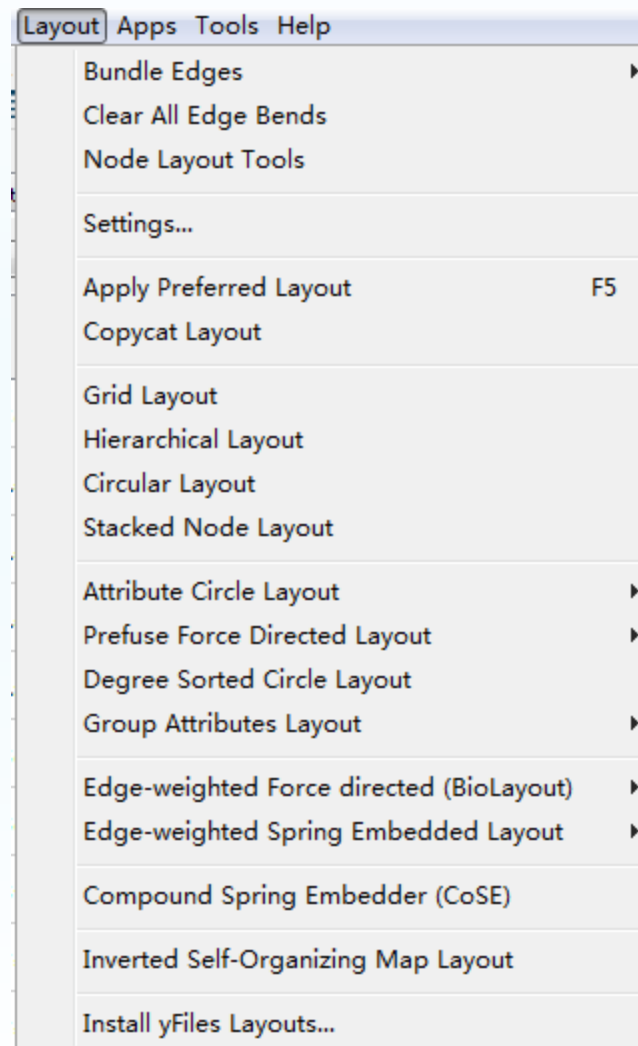 Layout Apps Tools Help
Bundle Edges
Clear All Edge Bends
Node Layout Tools
Settings...
Apply Preferred Layout F5
Copycat Layout
Grid Layout
Hierarchical Layout
Circular Layout
Stacked Node Layout
Attribute Circle Layout
Prefuse Force Directed Layout
Degree Sorted Circle Layout
Group Attributes Layout
Edge-weighted Force directed (BioLayout)
Edge-weighted Spring Embedded Layout
Compound Spring Embedder (CoSE)
Inverted Self-Organizing Map Layout
Install yFiles Layouts...